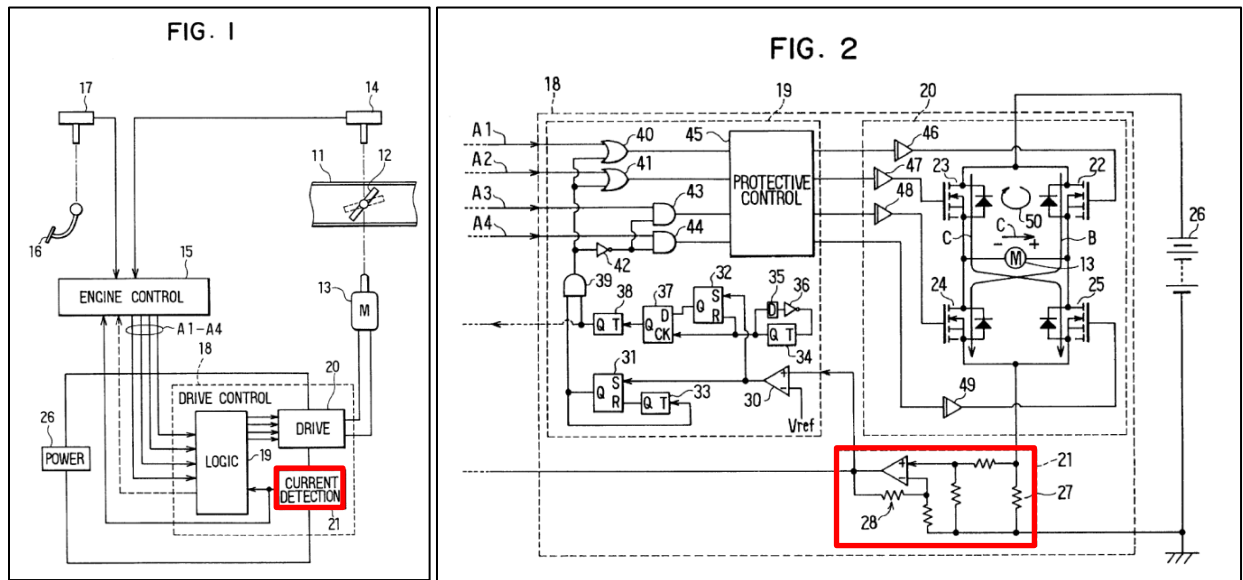 FIG. 1
17
14
11
12
16
15
ENGINE CONTROL
13
M
A1-A4
18
DRIVE CONTROL
20
26
POWER
LOGIC
19
DRIVE
CURRENT
DETECTION
21
FIG. 2
18
19
20
A1
40
45
46
A2
41
47
23
22
A3
43
PROTECTIVE
CONTROL
48
50
A4
44
C
C
B
26
- +
M
13
42
39
32
35
36
24
25
38
37
S
D
Q T
Q
D
CK
Q
R
Q T
34
31
S
Q
R
33
Q T
+
-
30
49
Vref
+
-
21
27
28